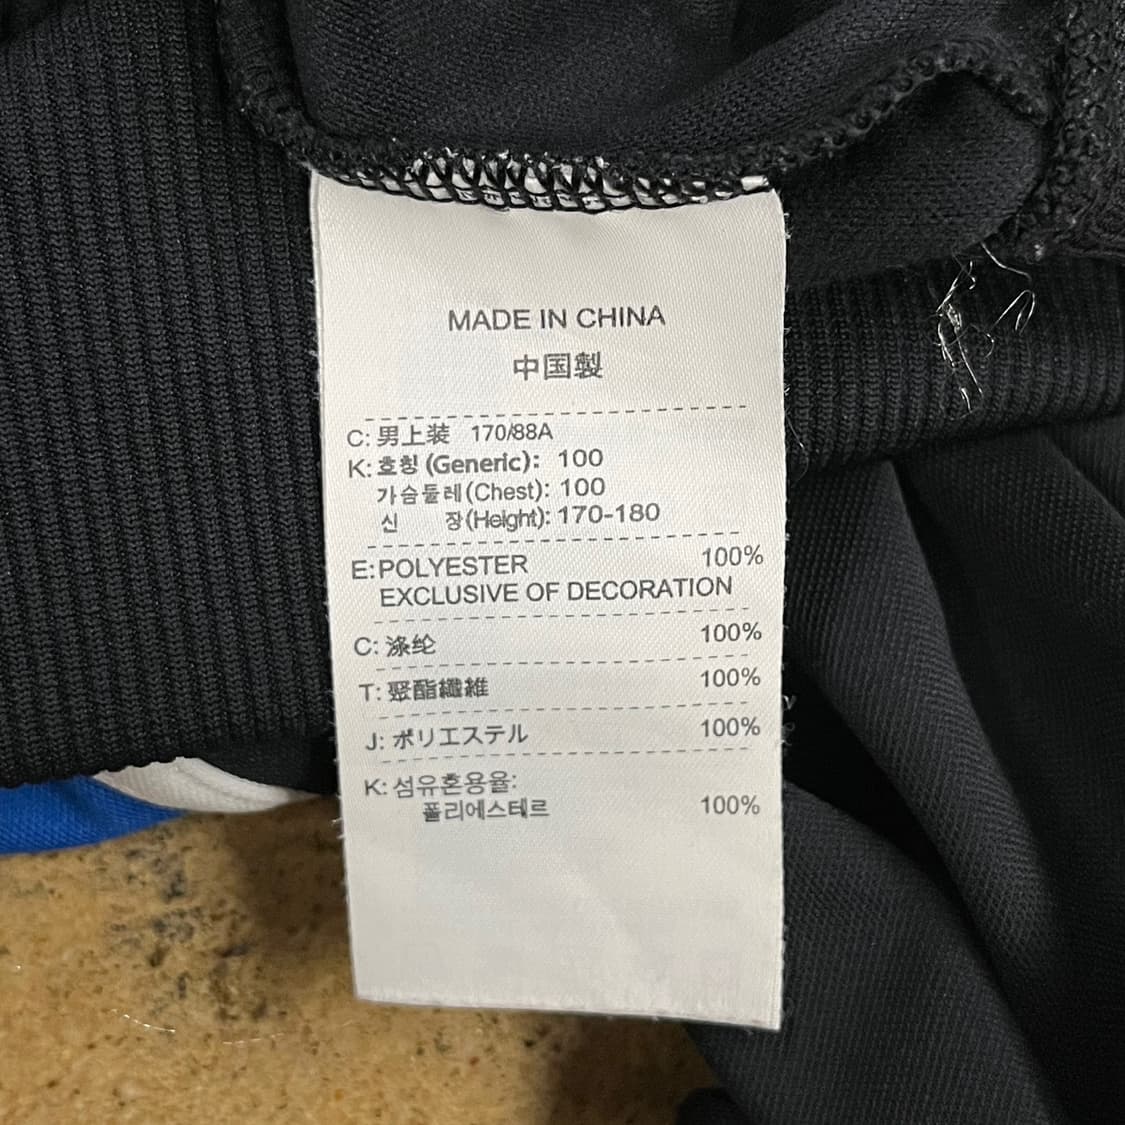 MADE IN CHINA
中国製
C: 男上装 170/88A
K: 호칭 (Generic): 100
가슴둘레(Chest): 100
신 장(Height): 170-180
E:POLYESTER 100%
EXCLUSIVE OF DECORATION
C: 涤纶 100%
T: 聚酯纖維 100%
J: ポリエステル 100%
K: 섬유혼용율:
폴리에스테르 100%